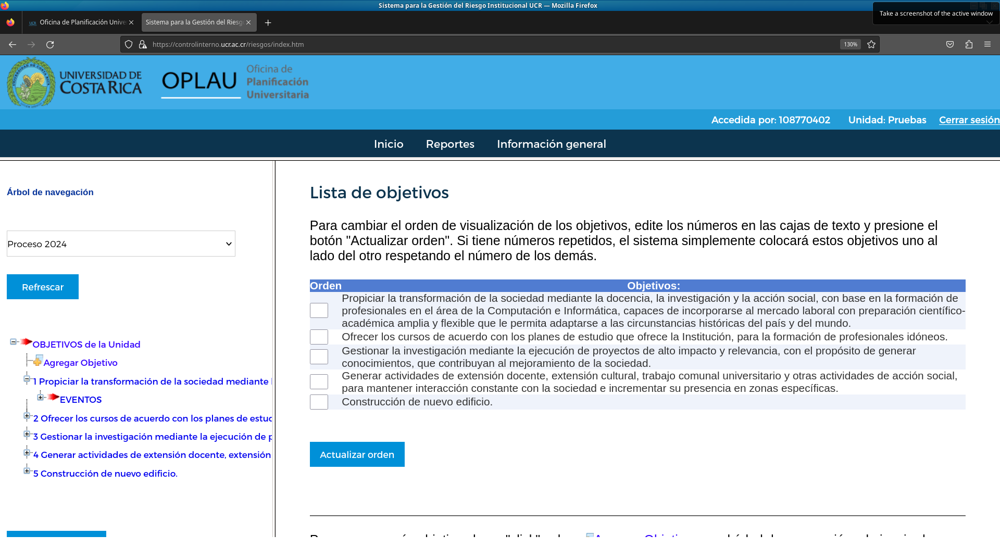 Sistema para la Gestión del Riesgo Institucional UCR — Mozilla Firefox
Take a screenshot of the active window
UCR Oficina de Planificación Unive
Sistema para la Gestión del Riesg
https://controlinterno.ucr.ac.cr/riesgos/index.htm
130%
UNIVERSIDAD DE
COSTA RICA
OPLAU
Oficina de
Planificación
Universitaria
Accedida por: 108770402 Unidad: Pruebas Cerrar sesión
Inicio Reportes Información general
Árbol de navegación
Proceso 2024
Refrescar
OBJETIVOS de la Unidad
Agregar Objetivo
1 Propiciar la transformación de la sociedad mediante
EVENTOS
2 Ofrecer los cursos de acuerdo con los planes de estud
3 Gestionar la investigación mediante la ejecución de p
4 Generar actividades de extensión docente, extensión
5 Construcción de nuevo edificio.
Lista de objetivos
Para cambiar el orden de visualización de los objetivos, edite los números en las cajas de texto y presione el
botón "Actualizar orden". Si tiene números repetidos, el sistema simplemente colocará estos objetivos uno al
lado del otro respetando el número de los demás.
Orden Objetivos:
Propiciar la transformación de la sociedad mediante la docencia, la investigación y la acción social, con base en la formación de
profesionales en el área de la Computación e Informática, capaces de incorporarse al mercado laboral con preparación científico-
académica amplia y flexible que le permita adaptarse a las circunstancias históricas del país y del mundo.
Ofrecer los cursos de acuerdo con los planes de estudio que ofrece la Institución, para la formación de profesionales idóneos.
Gestionar la investigación mediante la ejecución de proyectos de alto impacto y relevancia, con el propósito de generar
conocimientos, que contribuyan al mejoramiento de la sociedad.
Generar actividades de extensión docente, extensión cultural, trabajo comunal universitario y otras actividades de acción social,
para mantener interacción constante con la sociedad e incrementar su presencia en zonas específicas.
Construcción de nuevo edificio.
Actualizar orden